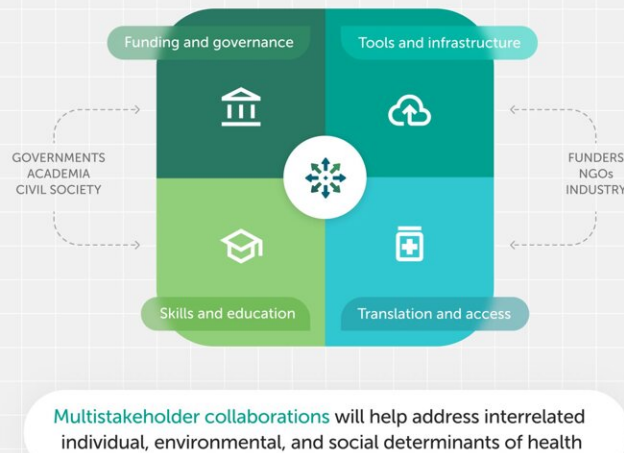 Funding and governance
Tools and infrastructure
GOVERNMENTS
ACADEMIA
CIVIL SOCIETY
FUNDERS
NGOs
INDUSTRY
Skills and education
Translation and access
Multistakeholder collaborations will help address interrelated
individual, environmental, and social determinants of health